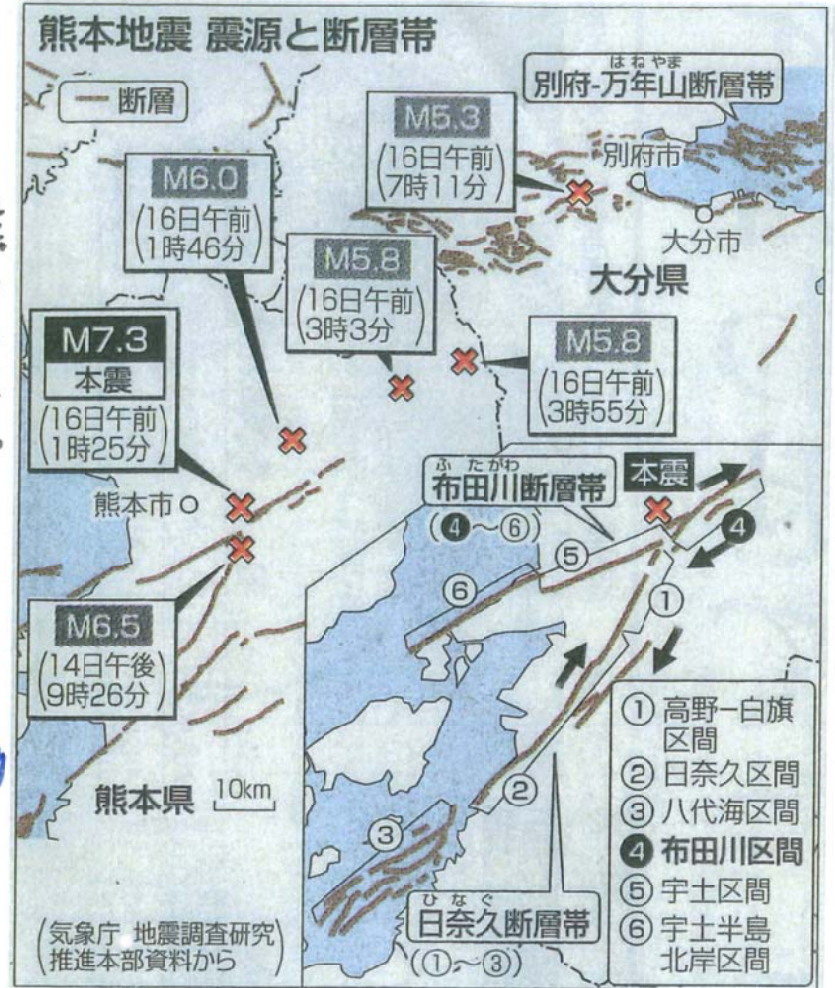 熊本地震 震源と断層帯
断層
はねやま
別府-万年山断層帯
M5.3
(16日午前
7時11分)
別府市
大分市
大分県
M6.0
(16日午前
1時46分)
M5.8
(16日午前
3時3分)
M5.8
(16日午前
3時55分)
M7.3
本震
(16日午前
1時25分)
熊本市
M6.5
(14日午後
9時26分)
熊本県
10km
(気象庁 地震調査研究
推進本部資料から)
ふたがわ
布田川断層帯
(❹~⑥)
本震
❹
⑤
⑥
①
②
③
ひなぐ
日奈久断層帯
(①~③)
① 高野-白旗
区間
② 日奈久区間
③ 八代海区間
❹ 布田川区間
⑤ 宇土区間
⑥ 宇土半島
北岸区間